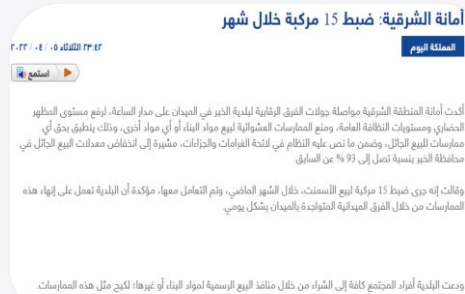 أمانة الشرقية: ضبط 15 مركبة خلال شهر
المملكة اليوم
٢٣:٤٢ الثلاثاء ٠٥ / ٠٤ / ٢٠٢٢
استمع
أكدت أمانة المنطقة الشرقية مواصلة جولات الفرق الرقابية لبلدية الخبر في الميدان على مدار الساعة، لرفع مستوى المظهر
الحضاري ومستويات النظافة العامة، ومنع الممارسات العشوائية لبيع مواد البناء أو أي مواد أخرى، وذلك ينطبق بحق أي
ممارسات للبيع الجائل، وضمن ما نص عليه النظام في لائحة الغرامات والجزاءات، مشيرة إلى انخفاض معدلات البيع الجائل في
محافظة الخبر بنسبة تصل إلى 93 % عن السابق.
وقالت إنه جرى ضبط 15 مركبة لبيع الأسمنت، خلال الشهر الماضي، وتم التعامل معها، مؤكدة أن البلدية تعمل على إنهاء هذه
الممارسات من خلال الفرق الميدانية المتواجدة بالميدان بشكل يومي.
ودعت البلدية أفراد المجتمع كافة إلى الشراء من خلال منافذ البيع الرسمية لمواد البناء أو غيرها؛ لكبح مثل هذه الممارسات.